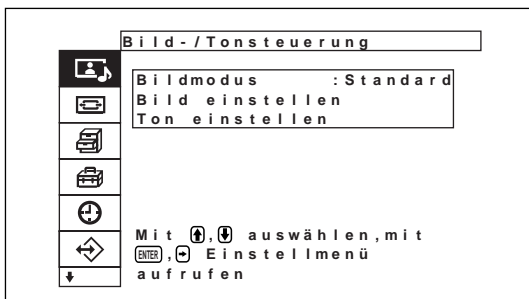 Bild-/Tonsteuerung
Bildmodus :Standard
Bild einstellen
Ton einstellen
Mit ↑,↓ auswählen,mit
ENTER,→ Einstellmenü
aufrufen